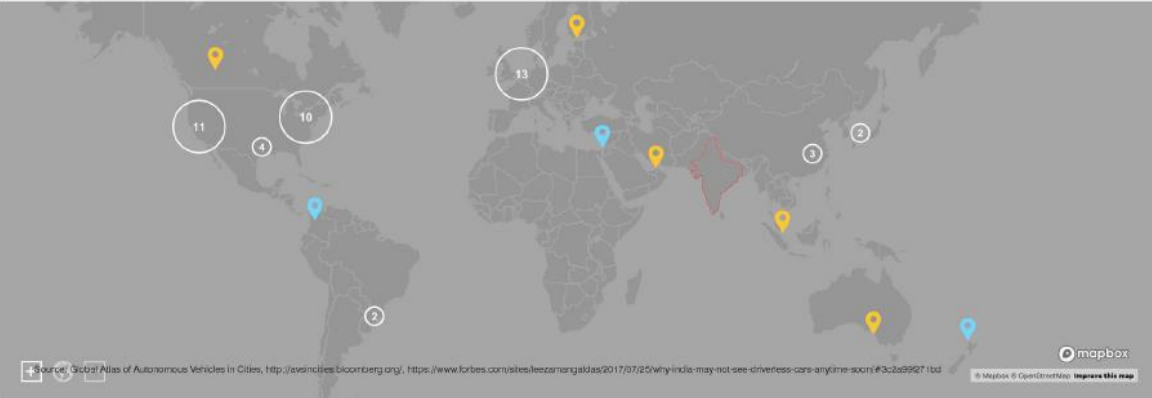 13
11
10
4
2
3
2
mapbox
Source: Global Atlas of Autonomous Vehicles in Cities, http://avsincities.bloomberg.org/, https://www.forbes.com/sites/leezamangaldas/2017/07/25/why-india-may-not-see-driverless-cars-anytime-soon/#3c2a99f271bd
© Mapbox © OpenStreetMap Improve this map